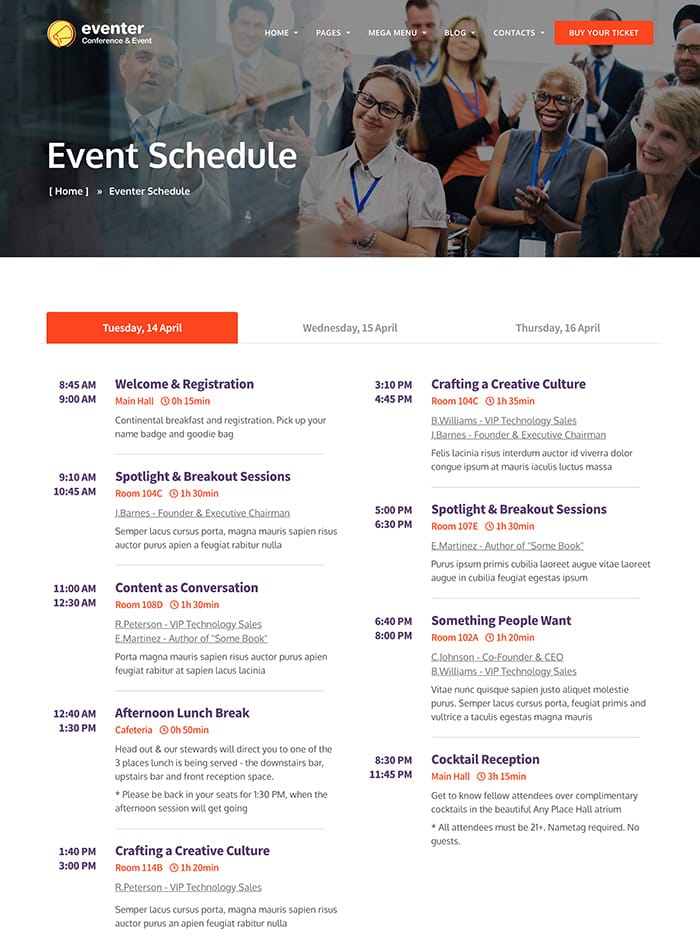 eventer
Conference & Event
HOME
PAGES
MEGA MENU
BLOG
CONTACTS
BUY YOUR TICKET
Event Schedule
[ Home ] » Eventer Schedule
Tuesday, 14 April
Wednesday, 15 April
Thursday, 16 April
8:45 AM
9:00 AM
Welcome & Registration
Main Hall 0h 15min
Continental breakfast and registration. Pick up your
name badge and goodie bag
9:10 AM
10:45 AM
Spotlight & Breakout Sessions
Room 104C 1h 30min
J.Barnes - Founder & Executive Chairman
Semper lacus cursus porta, magna mauris sapien risus
auctor purus apien a feugiat rabitur nulla
11:00 AM
12:30 AM
Content as Conversation
Room 108D 1h 30min
R.Peterson - VIP Technology Sales
E.Martinez - Author of "Some Book"
Porta magna mauris sapien risus auctor purus apien
feugiat rabitur at sapien lacus lacinia
12:40 AM
1:30 PM
Afternoon Lunch Break
Cafeteria 0h 50min
Head out & our stewards will direct you to one of the
3 places lunch is being served - the downstairs bar,
upstairs bar and front reception space.
* Please be back in your seats for 1:30 PM, when the
afternoon session will get going
1:40 PM
3:00 PM
Crafting a Creative Culture
Room 114B 1h 20min
R.Peterson - VIP Technology Sales
Semper lacus cursus porta, magna mauris sapien risus
auctor purus an apien feugiat rabitur nulla
3:10 PM
4:45 PM
Crafting a Creative Culture
Room 104C 1h 35min
B.Williams - VIP Technology Sales
J.Barnes - Founder & Executive Chairman
Felis lacinia risus interdum auctor id viverra dolor
congue ipsum at mauris iaculis luctus massa
5:00 PM
6:30 PM
Spotlight & Breakout Sessions
Room 107E 1h 30min
E.Martinez - Author of "Some Book"
Purus ipsum primis cubilia laoreet augue vitae laoreet
augue in cubilia feugiat egestas ipsum
6:40 PM
8:00 PM
Something People Want
Room 102A 1h 20min
C.Johnson - Co-Founder & CEO
B.Williams - VIP Technology Sales
Vitae nunc quisque sapien justo aliquet molestie
purus. Semper lacus cursus porta, feugiat primis and
vultrice a taculis egestas magna mauris
8:30 PM
11:45 PM
Cocktail Reception
Main Hall 3h 15min
Get to know fellow attendees over complimentary
cocktails in the beautiful Any Place Hall atrium
* All attendees must be 21+. Nametag required. No
guests.